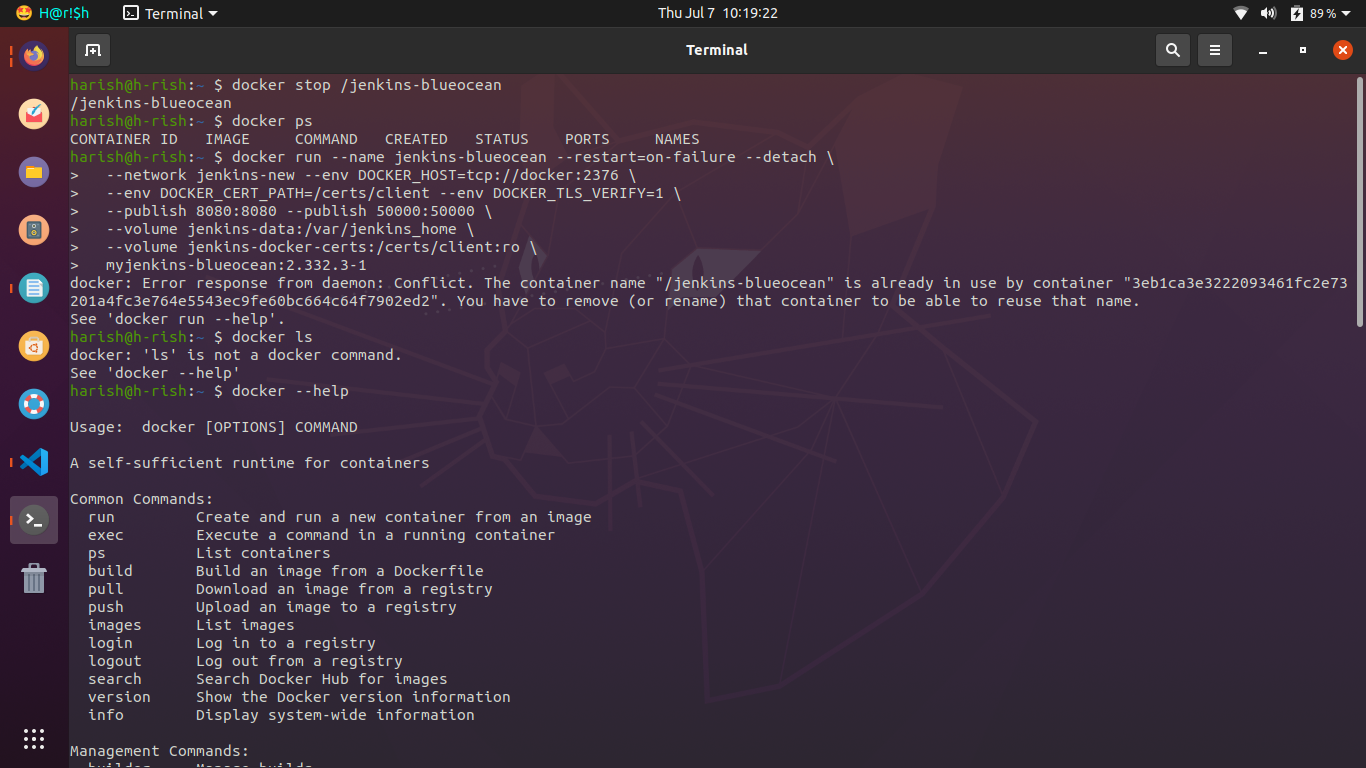 H@r!$h
Terminal
Thu Jul 7 10:19:22
89 %
Terminal
harish@h-rish:~ $ docker stop /jenkins-blueocean
/jenkins-blueocean
harish@h-rish:~ $ docker ps
CONTAINER ID   IMAGE     COMMAND   CREATED   STATUS    PORTS     NAMES
harish@h-rish:~ $ docker run --name jenkins-blueocean --restart=on-failure --detach \
>   --network jenkins-new --env DOCKER_HOST=tcp://docker:2376 \
>   --env DOCKER_CERT_PATH=/certs/client --env DOCKER_TLS_VERIFY=1 \
>   --publish 8080:8080 --publish 50000:50000 \
>   --volume jenkins-data:/var/jenkins_home \
>   --volume jenkins-docker-certs:/certs/client:ro \
>   myjenkins-blueocean:2.332.3-1
docker: Error response from daemon: Conflict. The container name "/jenkins-blueocean" is already in use by container "3eb1ca3e3222093461fc2e73
201a4fc3e764e5543ec9fe60bc664c64f7902ed2". You have to remove (or rename) that container to be able to reuse that name.
See 'docker run --help'.
harish@h-rish:~ $ docker ls
docker: 'ls' is not a docker command.
See 'docker --help'
harish@h-rish:~ $ docker --help
Usage:  docker [OPTIONS] COMMAND
A self-sufficient runtime for containers
Common Commands:
  run         Create and run a new container from an image
  exec        Execute a command in a running container
  ps          List containers
  build       Build an image from a Dockerfile
  pull        Download an image from a registry
  push        Upload an image to a registry
  images      List images
  login       Log in to a registry
  logout      Log out from a registry
  search      Search Docker Hub for images
  version     Show the Docker version information
  info        Display system-wide information
Management Commands:
  builder     Manage builds